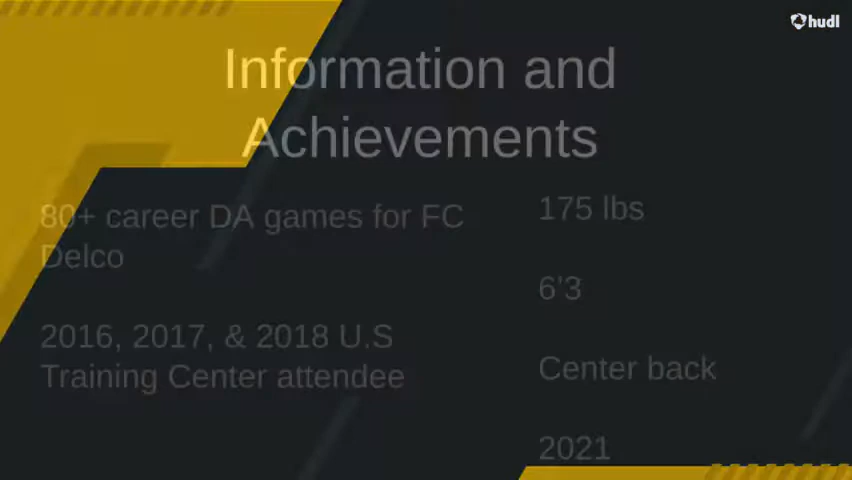 hudl
Information and
Achievements
80+ career DA games for FC
Delco
2016, 2017, & 2018 U.S
Training Center attendee
175 lbs
6'3
Center back
2021